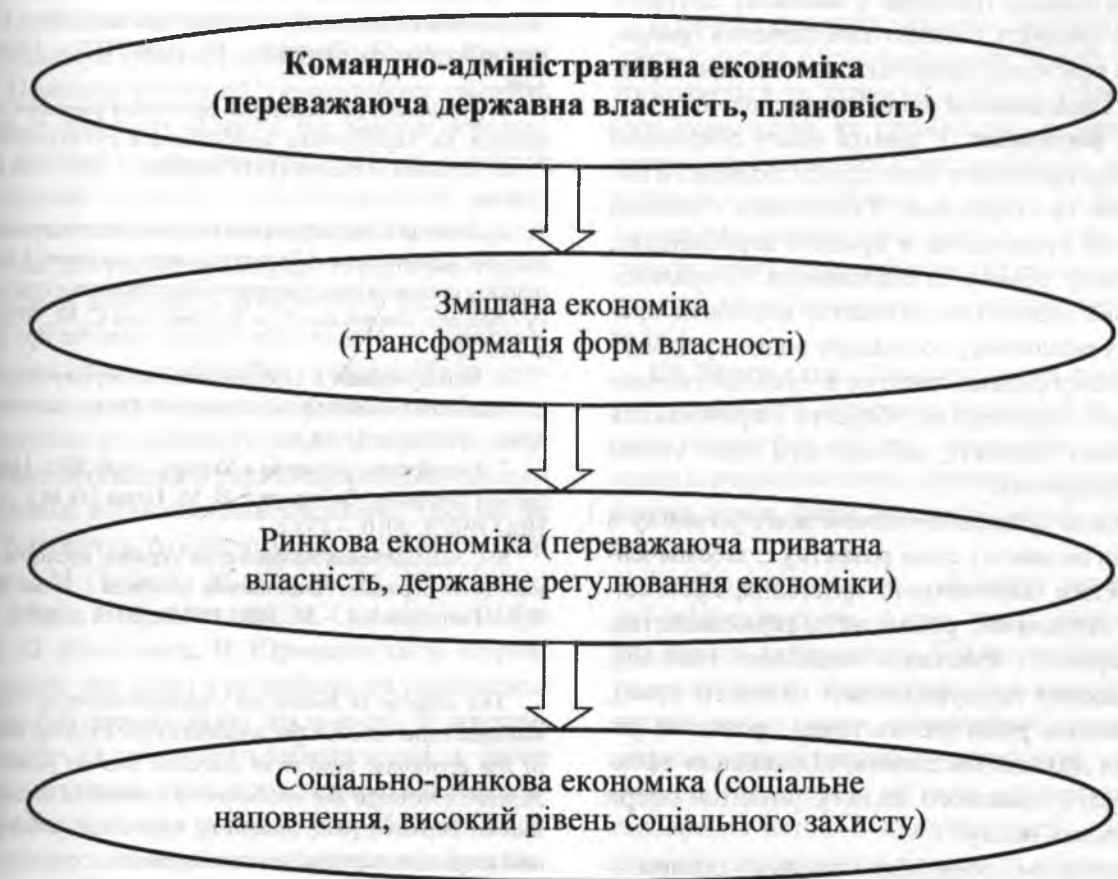 Командно-адміністративна економіка
(переважаюча державна власність, плановість)
Змішана економіка
(трансформація форм власності)
Ринкова економіка (переважаюча приватна
власність, державне регулювання економіки)
Соціально-ринкова економіка (соціальне
наповнення, високий рівень соціального захисту)